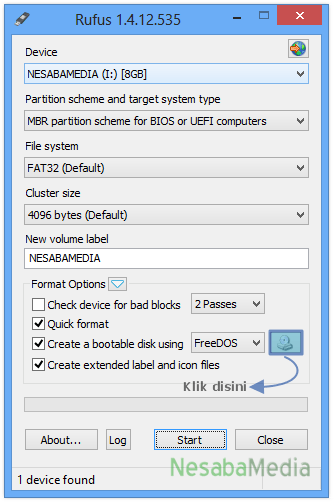 Rufus 1.4.12.535
Device
NESABAMEDIA (I:) [8GB]
Partition scheme and target system type
MBR partition scheme for BIOS or UEFI computers
File system
FAT32 (Default)
Cluster size
4096 bytes (Default)
New volume label
NESABAMEDIA
Format Options
Check device for bad blocks 2 Passes
Quick format
Create a bootable disk using FreeDOS
Create extended label and icon files
Klik disini
About... Log Start Close
NesabaMedia
1 device found